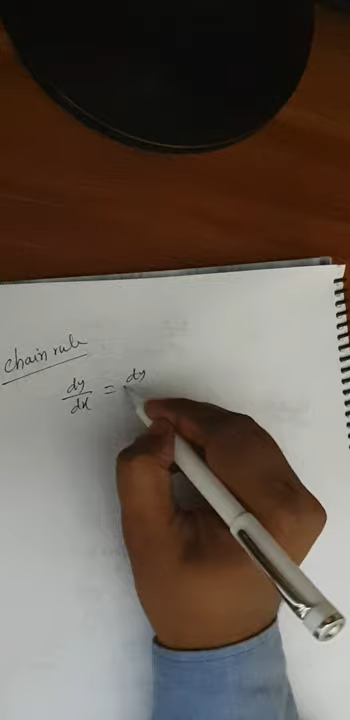 chain rule
dy/dx = dy